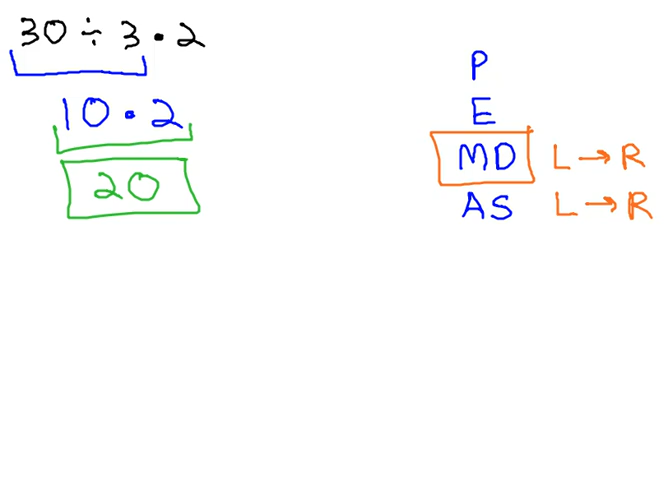 30 ÷ 3 • 2
10 • 2
20
P
E
MD L → R
AS L → R